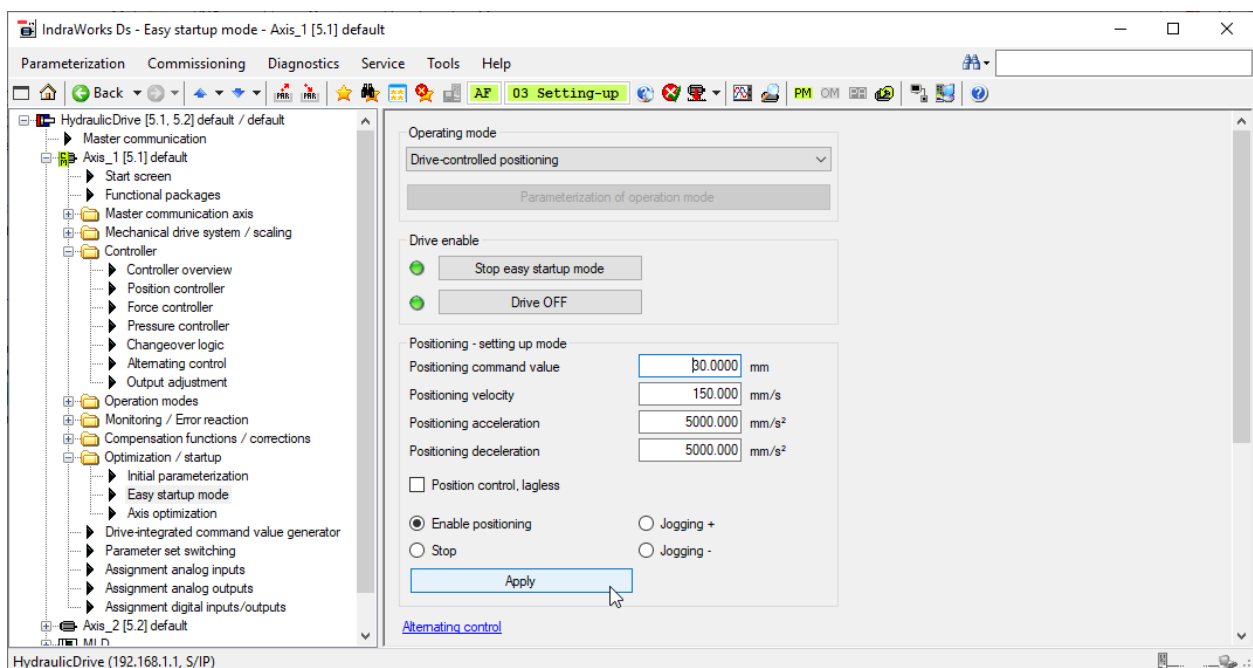 IndraWorks Ds - Easy startup mode - Axis_1 [5.1] default
Parameterization Commissioning Diagnostics Service Tools Help
Back PAR PAR AF 03 Setting-up PM OM
HydraulicDrive [5.1, 5.2] default / default
Master communication
Axis_1 [5.1] default
Start screen
Functional packages
Master communication axis
Mechanical drive system / scaling
Controller
Controller overview
Position controller
Force controller
Pressure controller
Changeover logic
Alternating control
Output adjustment
Operation modes
Monitoring / Error reaction
Compensation functions / corrections
Optimization / startup
Initial parameterization
Easy startup mode
Axis optimization
Drive-integrated command value generator
Parameter set switching
Assignment analog inputs
Assignment analog outputs
Assignment digital inputs/outputs
Axis_2 [5.2] default
MLD
Operating mode
Drive-controlled positioning
Parameterization of operation mode
Drive enable
Stop easy startup mode
Drive OFF
Positioning - setting up mode
Positioning command value 30.0000 mm
Positioning velocity 150.000 mm/s
Positioning acceleration 5000.000 mm/s²
Positioning deceleration 5000.000 mm/s²
Position control, lagless
Enable positioning Jogging +
Stop Jogging -
Apply
Alternating control
HydraulicDrive (192.168.1.1, S/IP)